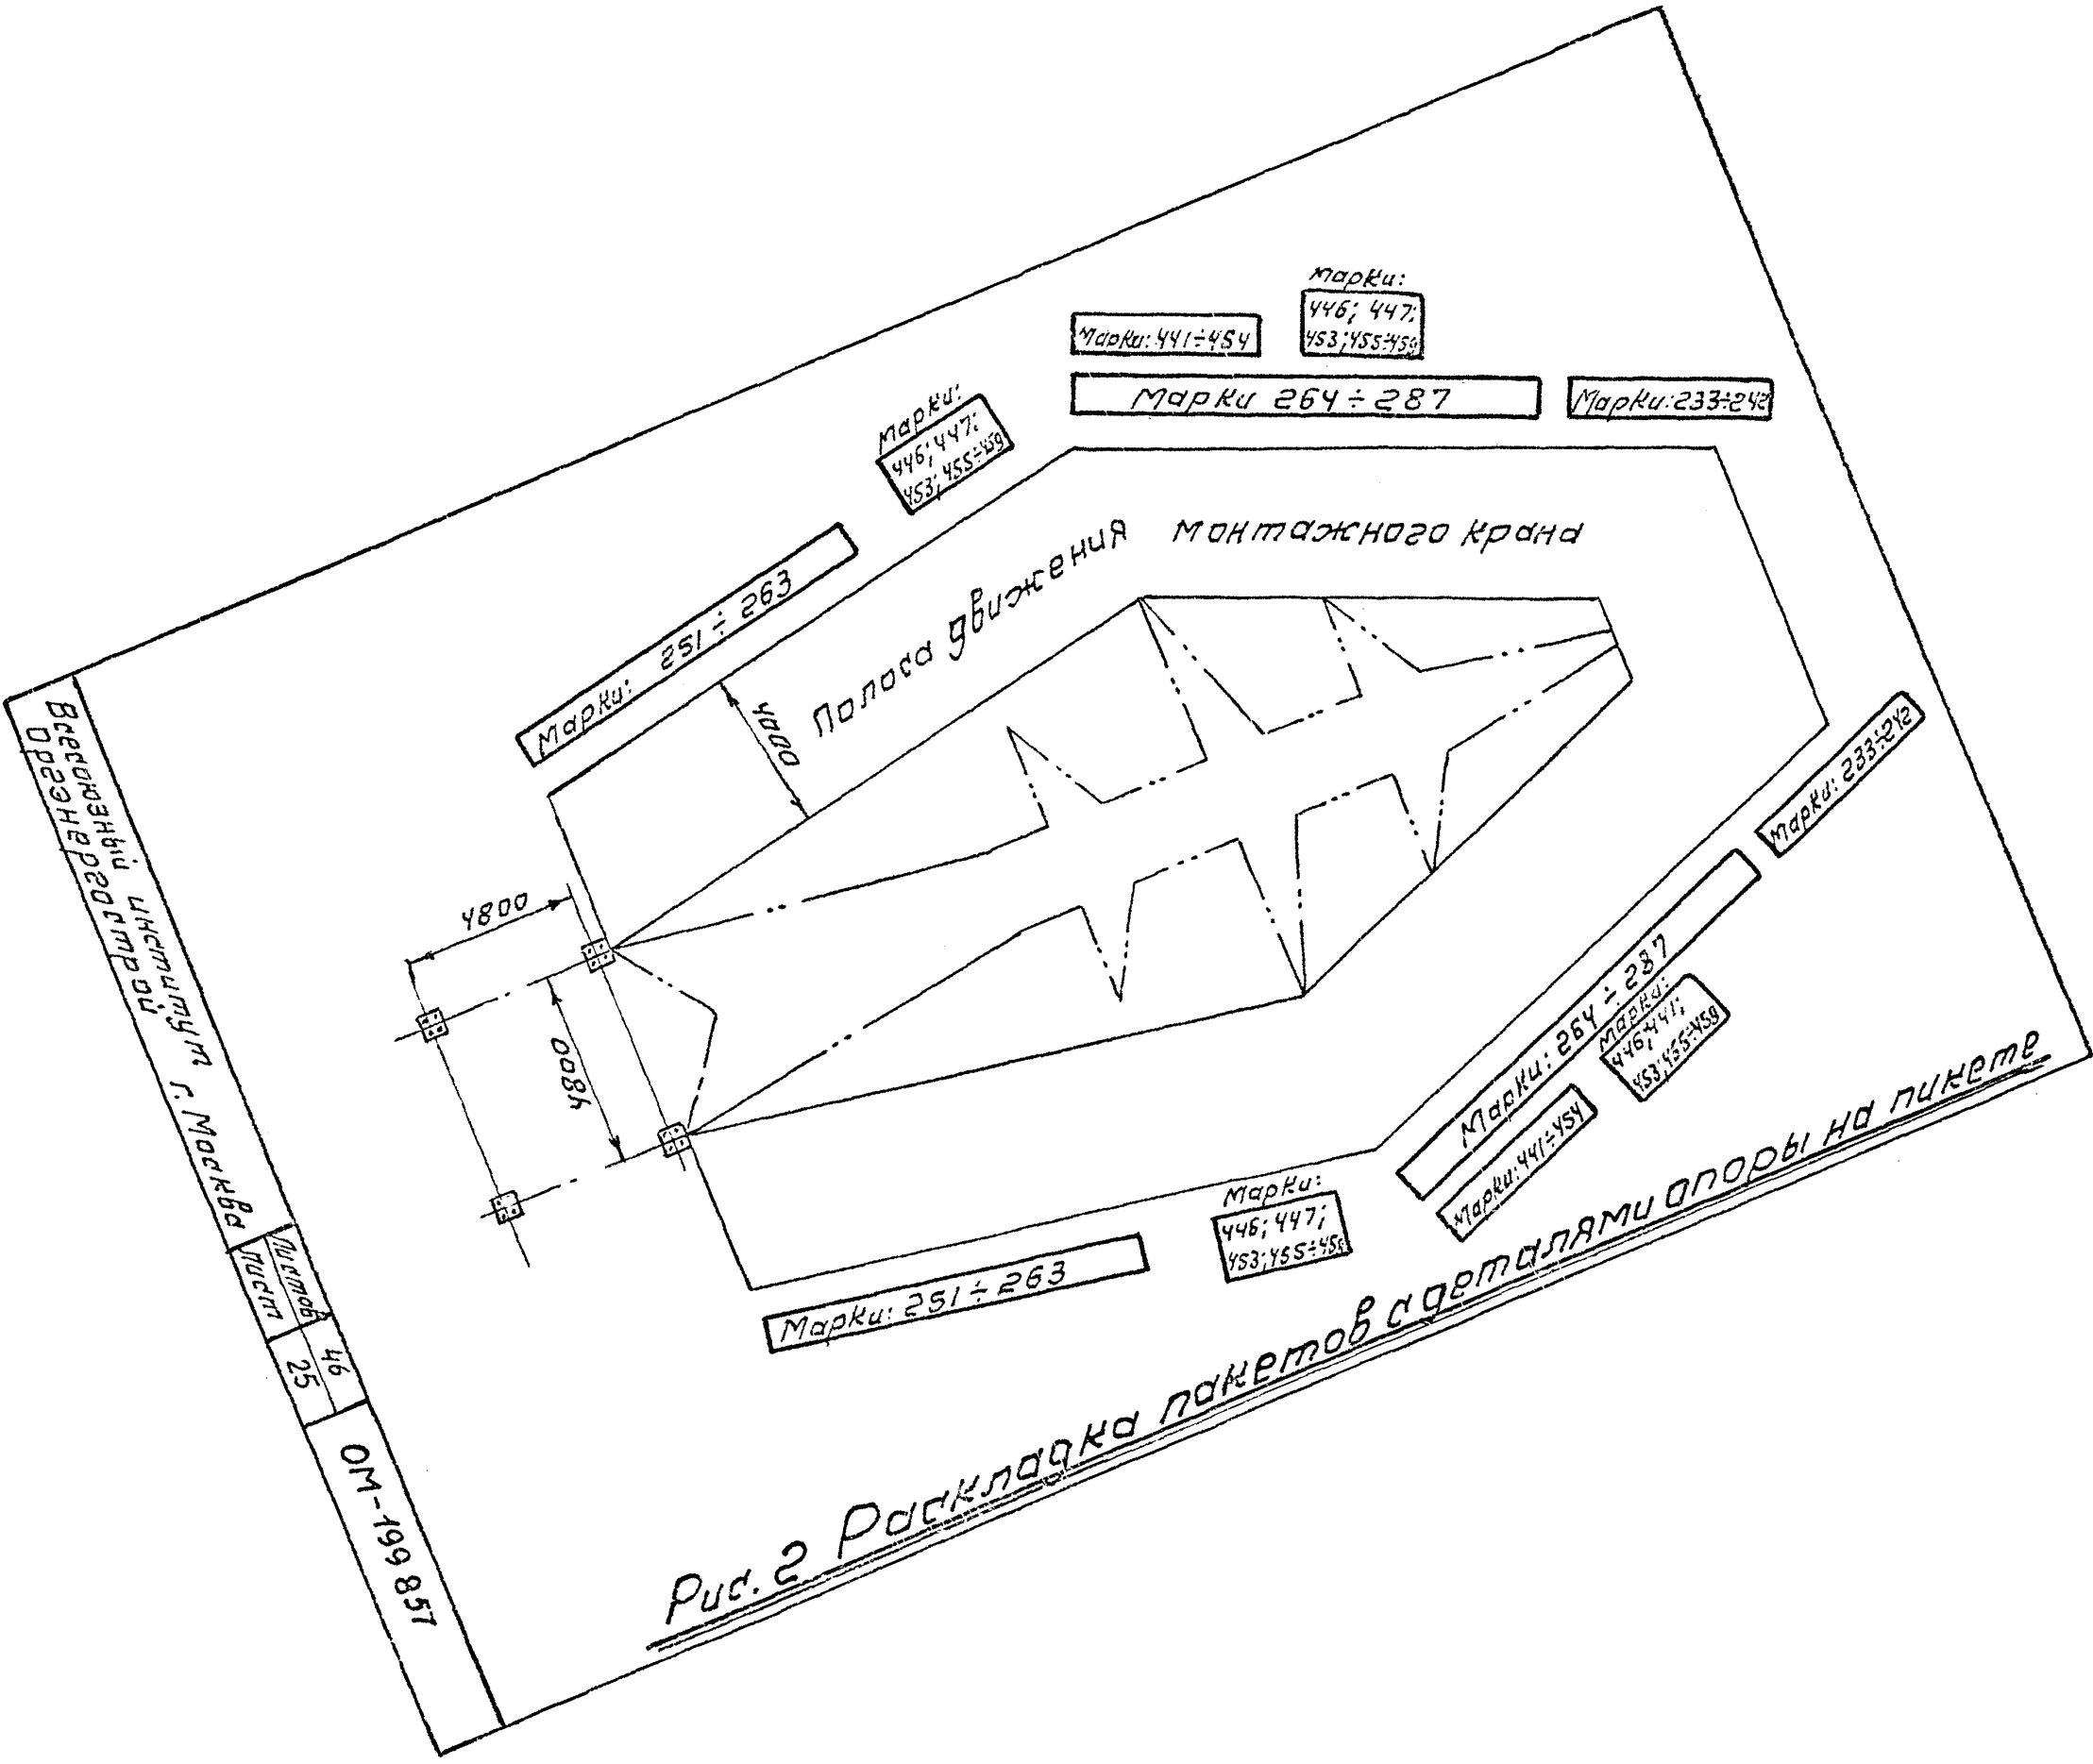 Марки:
446; 447;
453; 455÷459
Марки: 441÷454
Марки 264÷287
Марки: 233÷242
Марки:
446; 447;
453; 455÷459
Марки: 251÷263
Полоса движения монтажного крана
4000
4800
4800
Марки: 233÷242
Марки: 264÷287
Марки:
446; 441;
453; 455÷459
Марки: 441÷454
Марки:
446; 447;
453; 455÷459
Марки: 251÷263
Рис. 2 Раскладка пакетов с деталями опоры на пикете
Всесоюзный институт
Оргэнергострой
г. Москва
Листов 46
Лист 25
ОМ-199857